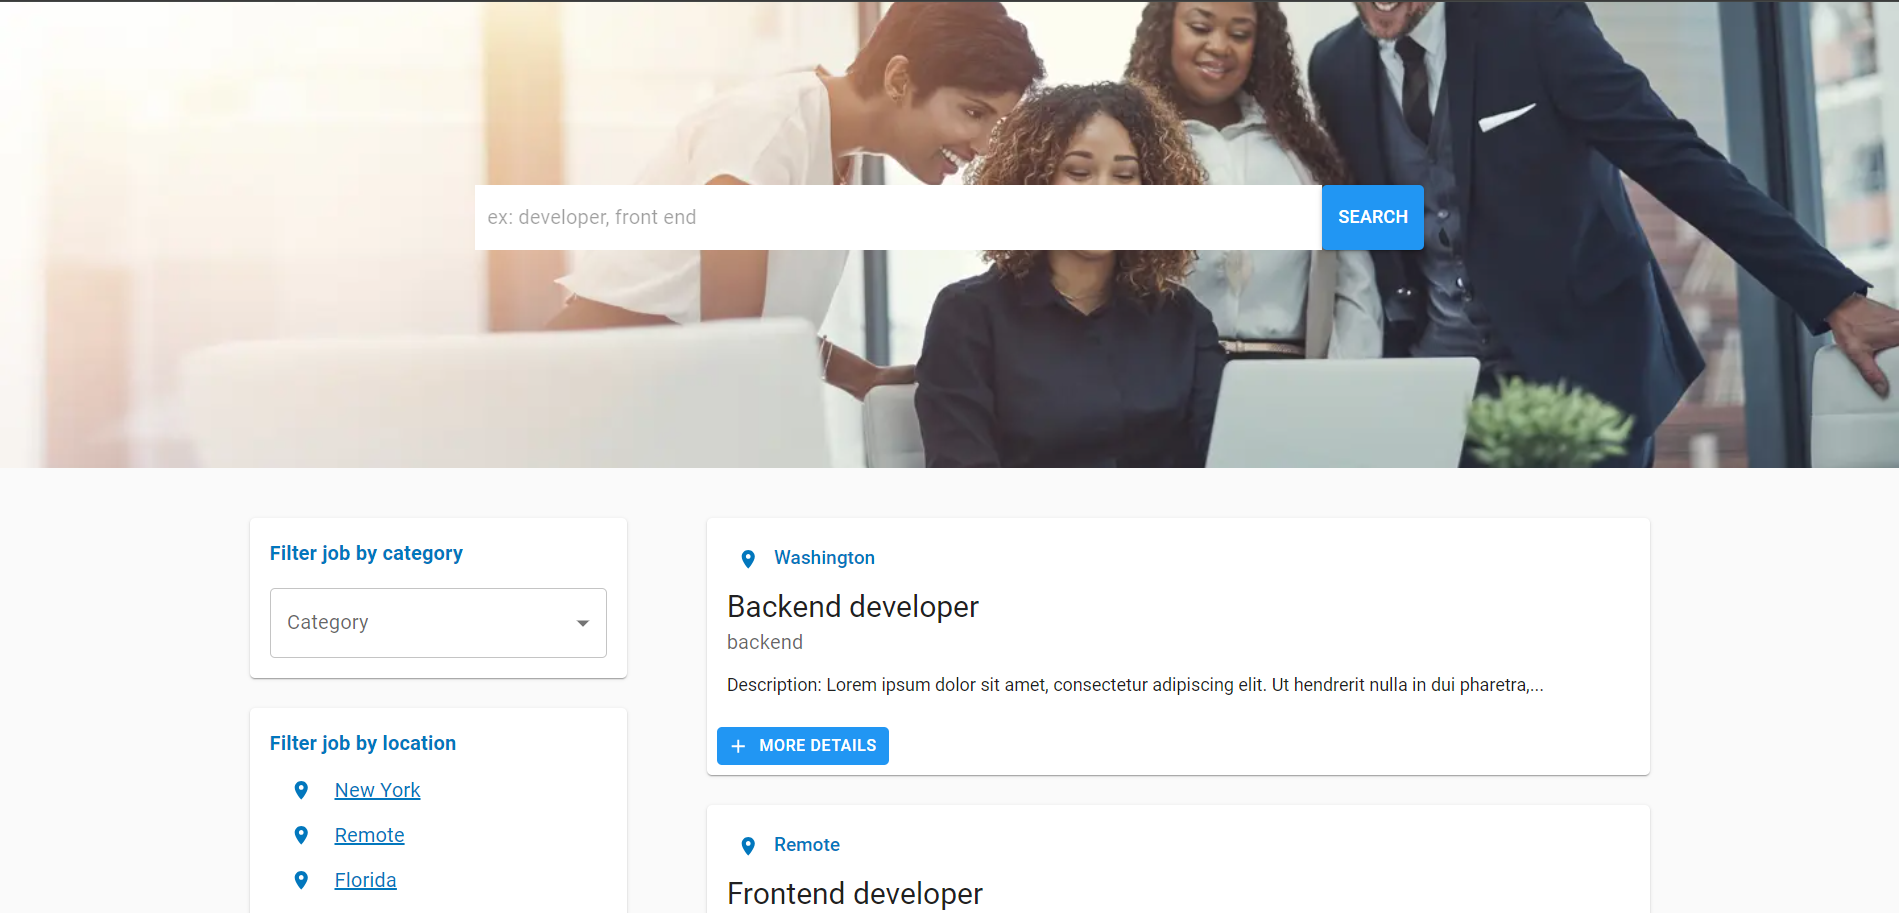 ex: developer, front end
SEARCH
Filter job by category
Category
Filter job by location
New York
Remote
Florida
Washington
Backend developer
backend
Description: Lorem ipsum dolor sit amet, consectetur adipiscing elit. Ut hendrerit nulla in dui pharetra,...
MORE DETAILS
Remote
Frontend developer